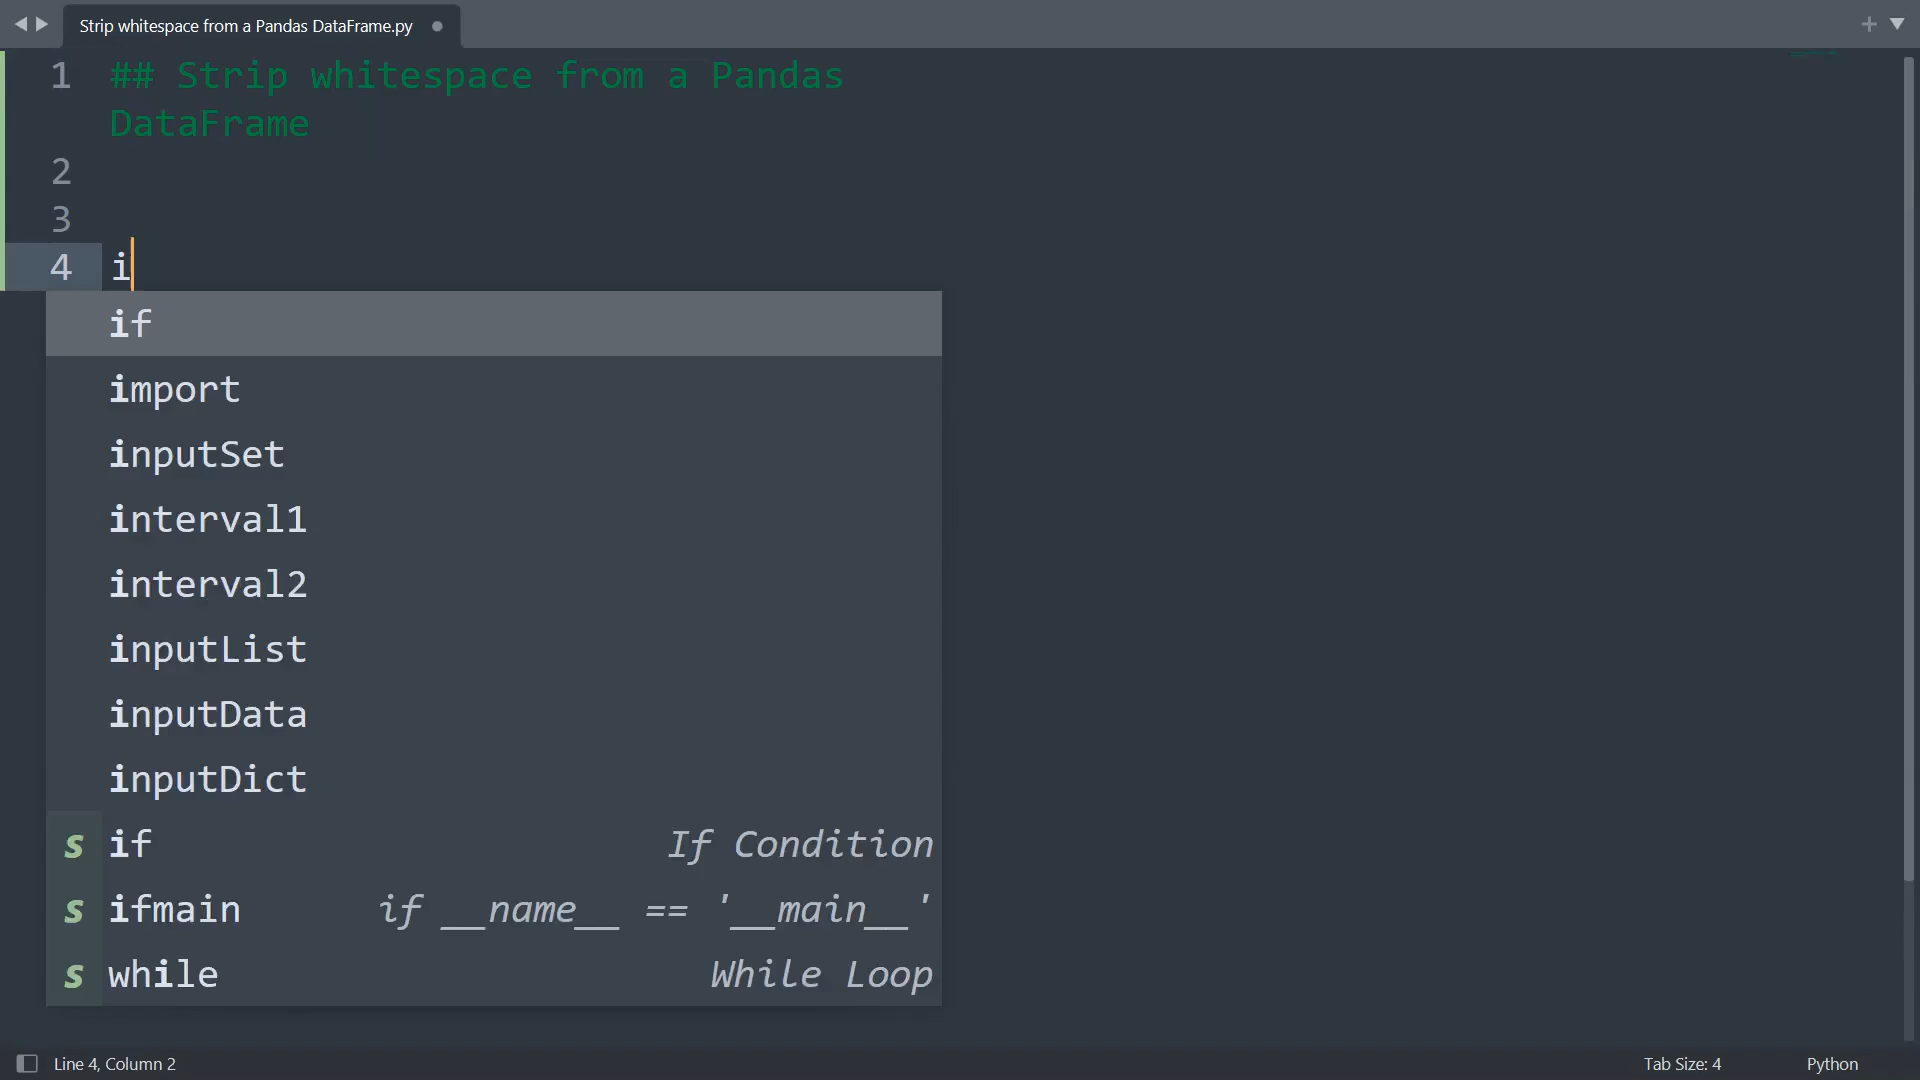 Strip whitespace from a Pandas DataFrame.py
1 ## Strip whitespace from a Pandas
DataFrame
2
3
4 i
if
import
inputSet
interval1
interval2
inputList
inputData
inputDict
s if If Condition
s ifmain if __name__ == '__main__'
s while While Loop
Line 4, Column 2 Tab Size: 4 Python